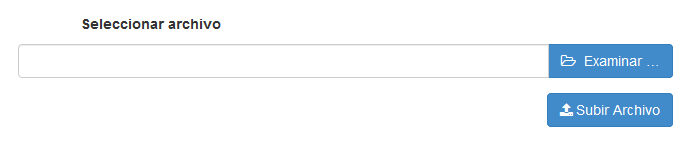 Seleccionar archivo
Examinar ...
Subir Archivo